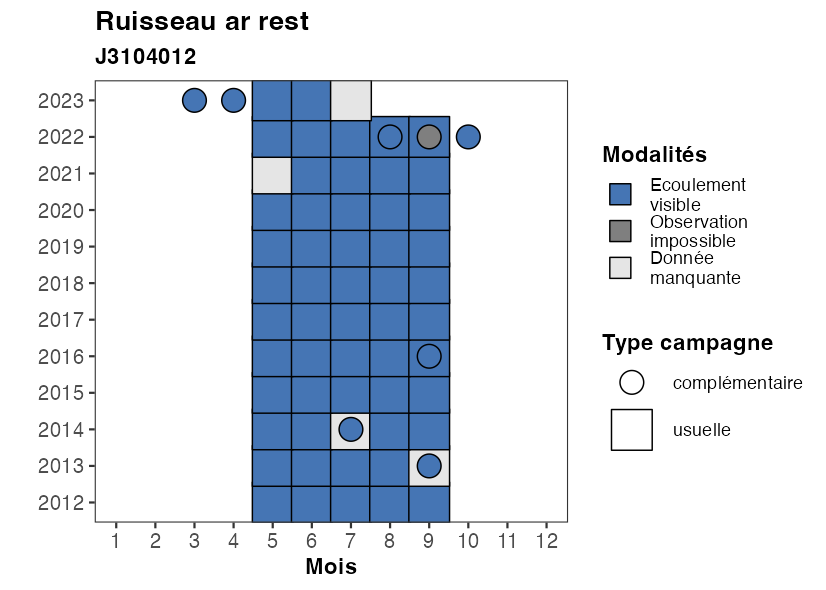 Ruisseau ar rest
J3104012
2023
2022
2021
2020
2019
2018
2017
2016
2015
2014
2013
2012
1 2 3 4 5 6 7 8 9 10 11 12
Mois
Modalités
Ecoulement
visible
Observation
impossible
Donnée
manquante
Type campagne
complémentaire
usuelle